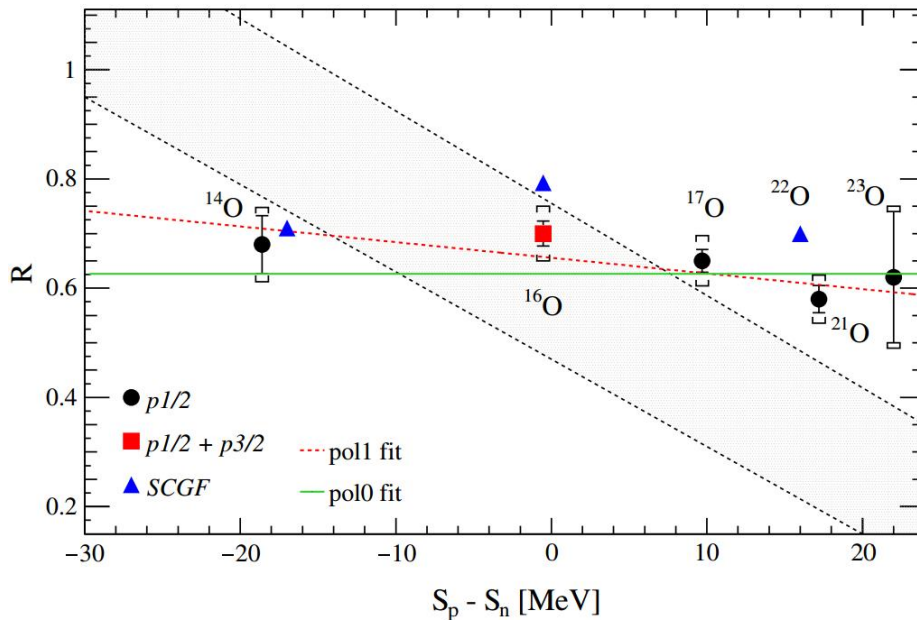 1
0.8
0.6
0.4
0.2
R
¹⁴O
¹⁶O
¹⁷O
²²O
²³O
²¹O
p1/2
p1/2 + p3/2
SCGF
pol1 fit
pol0 fit
−30
−20
−10
0
10
20
Sₚ - Sₙ [MeV]